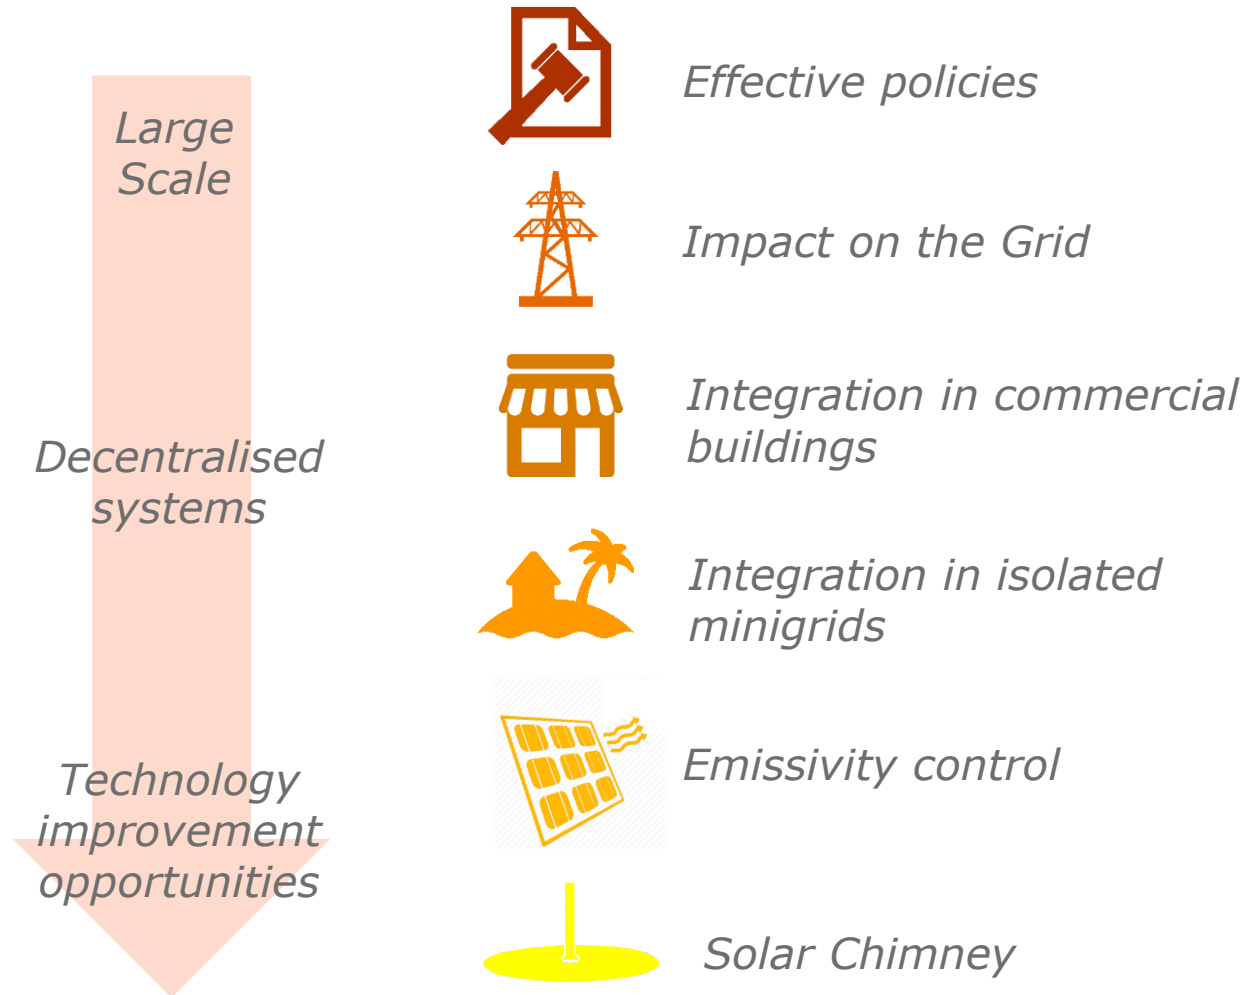 Large
Scale
Effective policies
Impact on the Grid
Decentralised
systems
Integration in commercial
buildings
Integration in isolated
minigrids
Technology
improvement
opportunities
Emissivity control
Solar Chimney